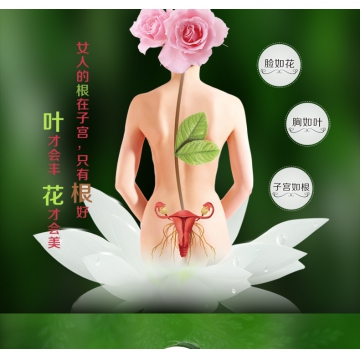 女人的根在子宫，只有根好
叶才会丰
花才会美
脸如花
胸如叶
子宫如根